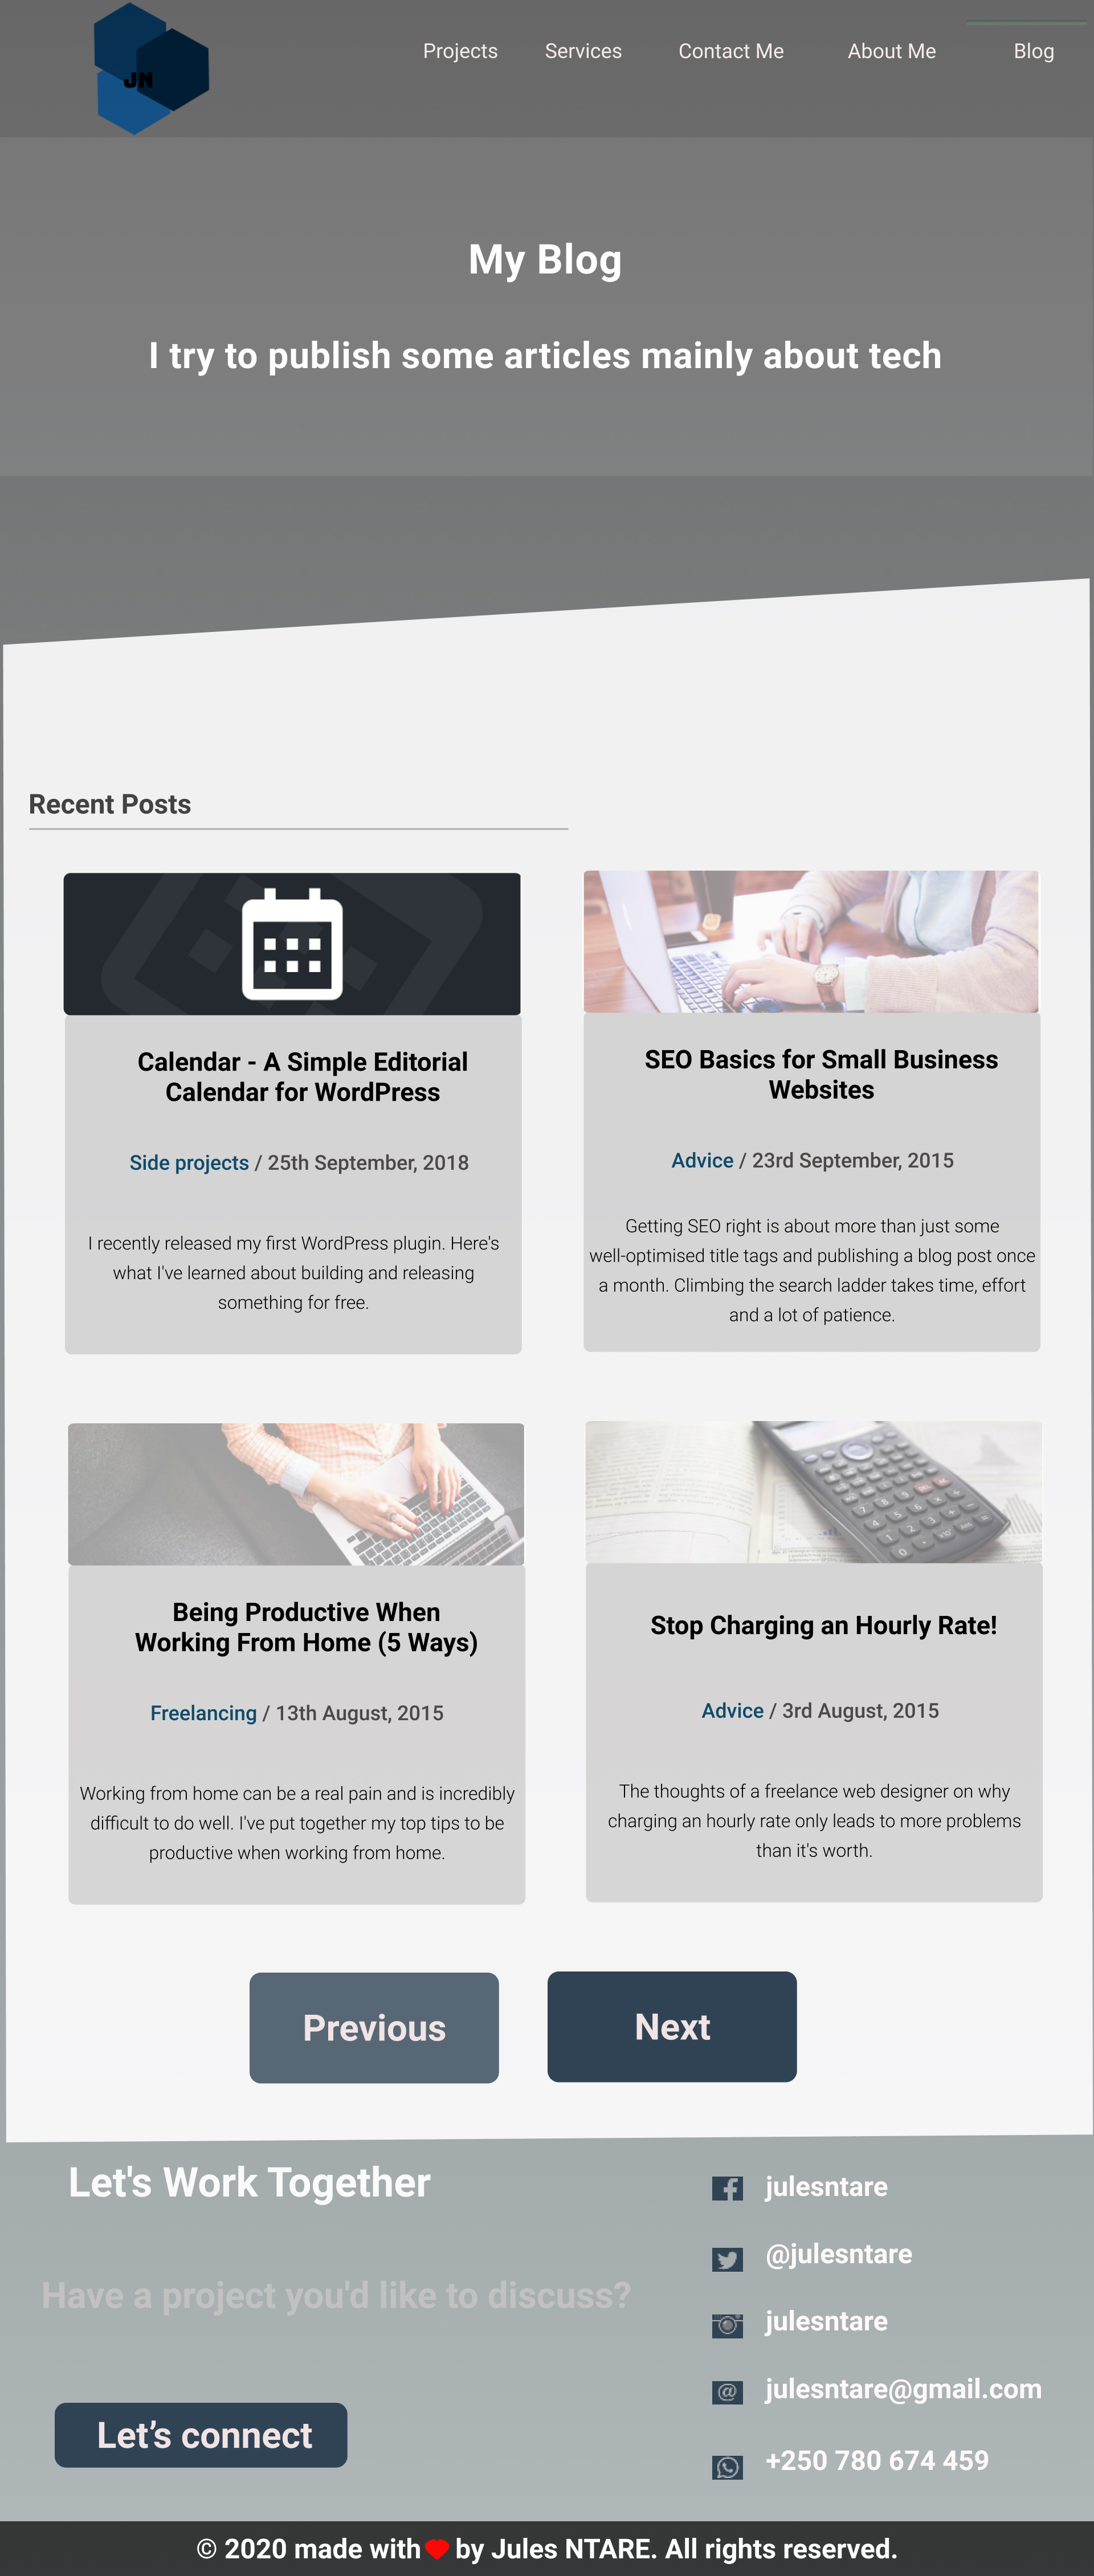 JN
Projects Services Contact Me About Me Blog
My Blog
I try to publish some articles mainly about tech
Recent Posts
Calendar - A Simple Editorial
Calendar for WordPress
Side projects / 25th September, 2018
I recently released my first WordPress plugin. Here's
what I've learned about building and releasing
something for free.
SEO Basics for Small Business
Websites
Advice / 23rd September, 2015
Getting SEO right is about more than just some
well-optimised title tags and publishing a blog post once
a month. Climbing the search ladder takes time, effort
and a lot of patience.
Being Productive When
Working From Home (5 Ways)
Freelancing / 13th August, 2015
Working from home can be a real pain and is incredibly
difficult to do well. I've put together my top tips to be
productive when working from home.
Stop Charging an Hourly Rate!
Advice / 3rd August, 2015
The thoughts of a freelance web designer on why
charging an hourly rate only leads to more problems
than it's worth.
Previous
Next
Let's Work Together
Have a project you'd like to discuss?
Let’s connect
julesntare
@julesntare
julesntare
julesntare@gmail.com
+250 780 674 459
© 2020 made with ❤ by Jules NTARE. All rights reserved.